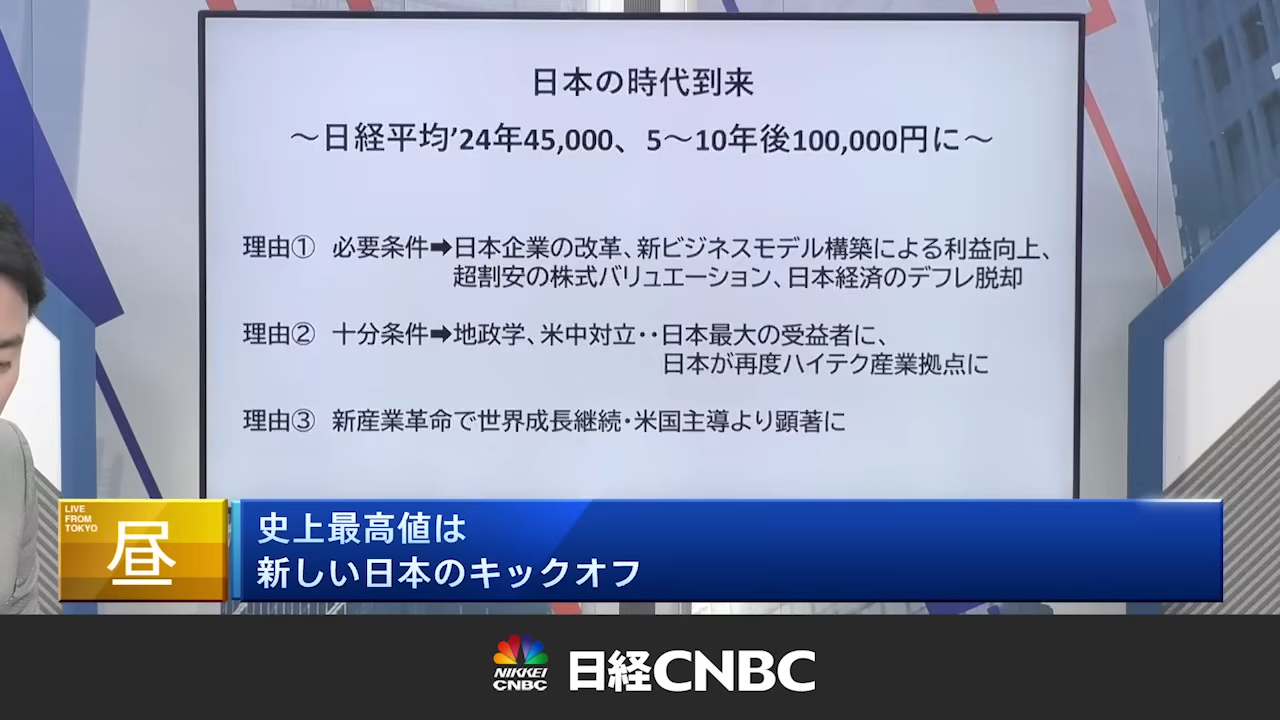 日本の時代到来
～日経平均’24年45,000、5～10年後100,000円に～
理由① 必要条件➡日本企業の改革、新ビジネスモデル構築による利益向上、
超割安の株式バリュエーション、日本経済のデフレ脱却
理由② 十分条件➡地政学、米中対立・・日本最大の受益者に、
日本が再度ハイテク産業拠点に
理由③ 新産業革命で世界成長継続・米国主導より顕著に
LIVE
FROM
TOKYO
昼
史上最高値は
新しい日本のキックオフ
NIKKEI
CNBC
日経CNBC